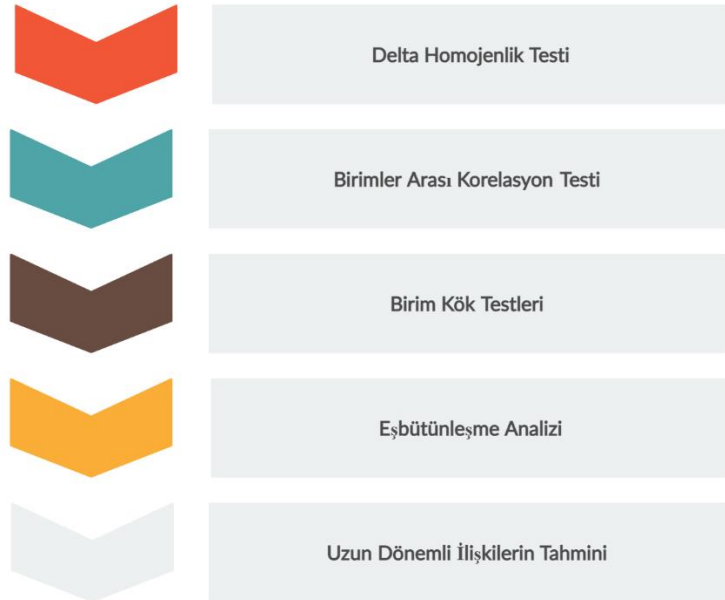 Delta Homojenlik Testi
Birimler Arası Korelasyon Testi
Birim Kök Testleri
Eşbütünleşme Analizi
Uzun Dönemli İlişkilerin Tahmini